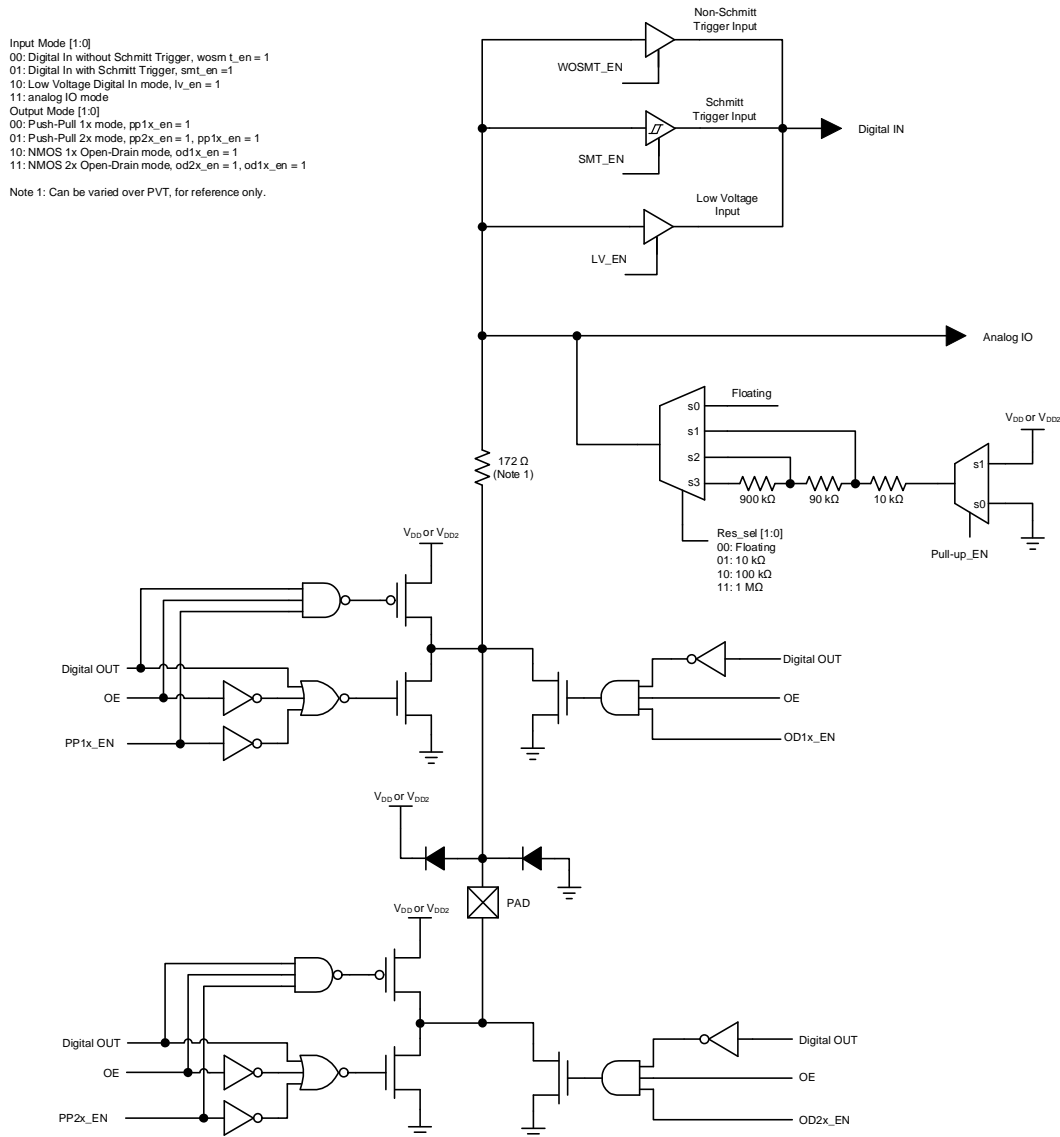 Input Mode [1:0]
00: Digital In without Schmitt Trigger, wosm t_en = 1
01: Digital In with Schmitt Trigger, smt_en =1
10: Low Voltage Digital In mode, lv_en = 1
11: analog IO mode
Output Mode [1:0]
00: Push-Pull 1x mode, pp1x_en = 1
01: Push-Pull 2x mode, pp2x_en = 1, pp1x_en = 1
10: NMOS 1x Open-Drain mode, od1x_en = 1
11: NMOS 2x Open-Drain mode, od2x_en = 1, od1x_en = 1
Note 1: Can be varied over PVT, for reference only.
Non-Schmitt
Trigger Input
WOSMT_EN
Schmitt
Trigger Input
Digital IN
SMT_EN
Low Voltage
Input
LV_EN
Analog IO
Floating
s0
s1
s2
s3
900 kΩ
90 kΩ
10 kΩ
VDD or VDD2
s1
s0
Pull-up_EN
Res_sel [1:0]
00: Floating
01: 10 kΩ
10: 100 kΩ
11: 1 MΩ
172 Ω
(Note 1)
VDD or VDD2
Digital OUT
OE
PP1x_EN
Digital OUT
OE
OD1x_EN
VDD or VDD2
PAD
VDD or VDD2
Digital OUT
OE
PP2x_EN
Digital OUT
OE
OD2x_EN